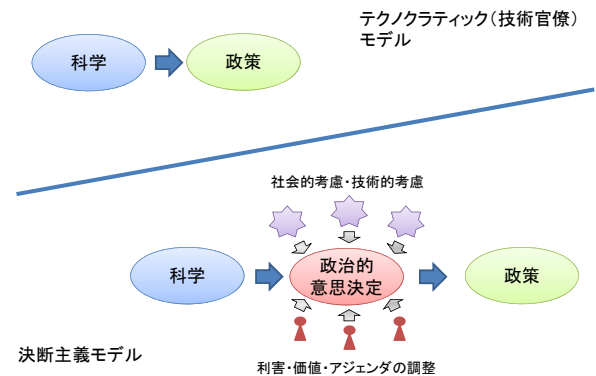 テクノクラティック(技術官僚)
モデル
科学
政策
社会的考慮・技術的考慮
科学
政治的
意思決定
政策
決断主義モデル
利害・価値・アジェンダの調整